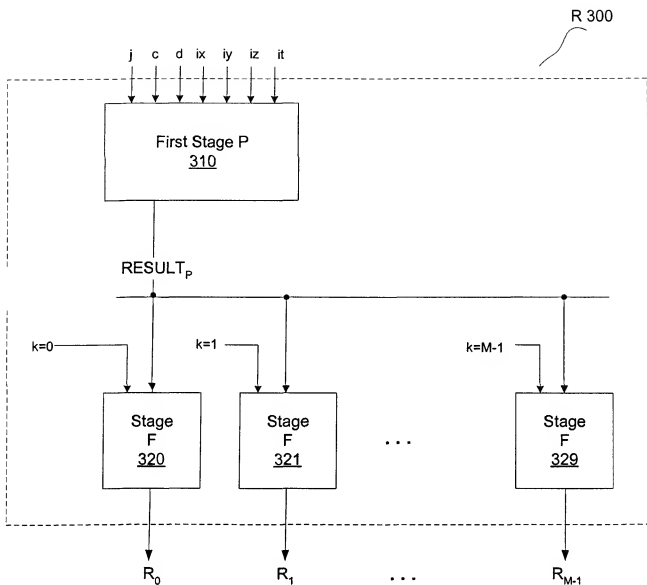 R 300
j c d ix iy iz it
First Stage P
310
RESULTP
k=0
k=1
k=M-1
Stage
F
320
Stage
F
321
...
Stage
F
329
R0
R1
...
RM-1